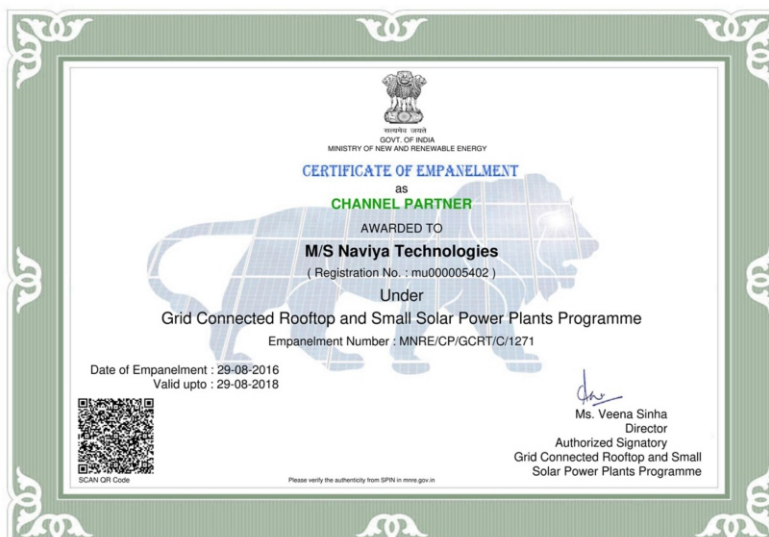 सत्यमेव जयते
GOVT. OF INDIA
MINISTRY OF NEW AND RENEWABLE ENERGY
CERTIFICATE OF EMPANELMENT
as
CHANNEL PARTNER
AWARDED TO
M/S Naviya Technologies
( Registration No. : mu000005402 )
Under
Grid Connected Rooftop and Small Solar Power Plants Programme
Empanelment Number : MNRE/CP/GCRT/C/1271
Date of Empanelment : 29-08-2016
Valid upto : 29-08-2018
SCAN QR Code
Please verify the authenticity from SPIN in mnre.gov.in
Ms. Veena Sinha
Director
Authorized Signatory
Grid Connected Rooftop and Small
Solar Power Plants Programme